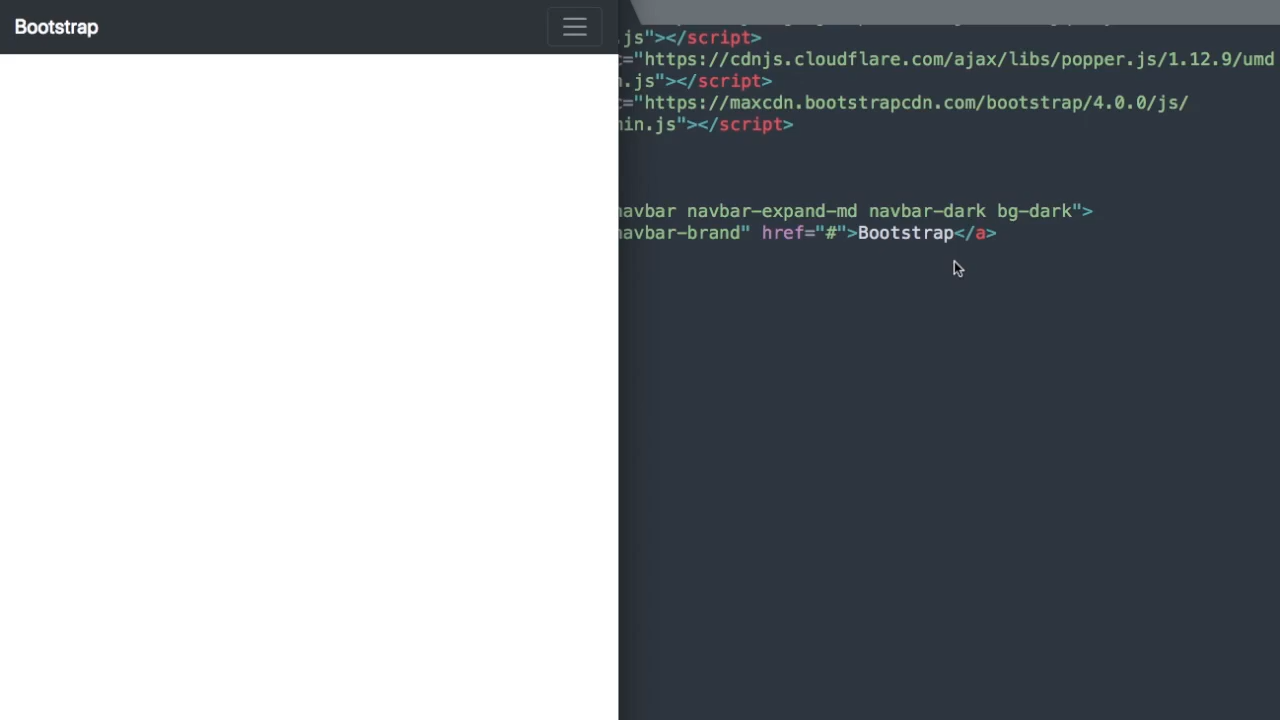 Bootstrap
.js"></script>
="https://cdnjs.cloudflare.com/ajax/libs/popper.js/1.12.9/umd
.js"></script>
="https://maxcdn.bootstrapcdn.com/bootstrap/4.0.0/js/
in.js"></script>
navbar navbar-expand-md navbar-dark bg-dark">
navbar-brand" href="#">Bootstrap</a>